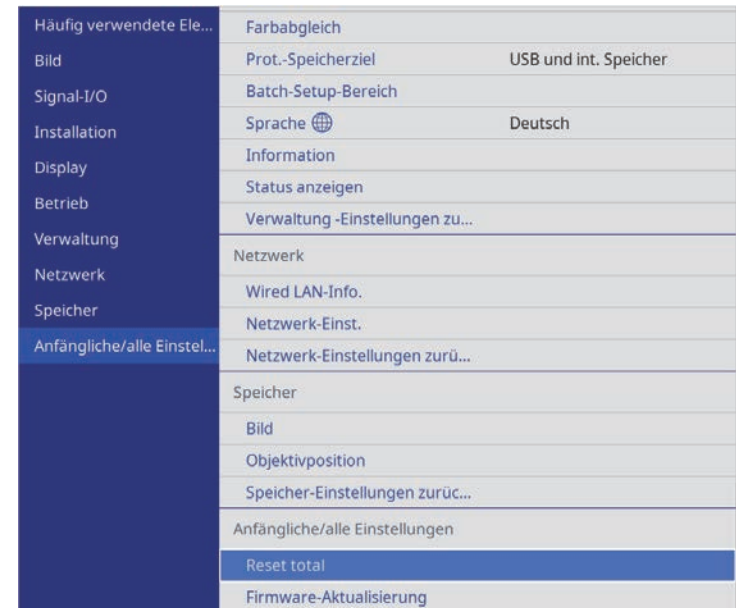 Häufig verwendete Ele...
Bild
Signal-I/O
Installation
Display
Betrieb
Verwaltung
Netzwerk
Speicher
Anfängliche/alle Einstel...
Farbabgleich
Prot.-Speicherziel USB und int. Speicher
Batch-Setup-Bereich
Sprache Deutsch
Information
Status anzeigen
Verwaltung -Einstellungen zu...
Netzwerk
Wired LAN-Info.
Netzwerk-Einst.
Netzwerk-Einstellungen zurü...
Speicher
Bild
Objektivposition
Speicher-Einstellungen zurüc...
Anfängliche/alle Einstellungen
Reset total
Firmware-Aktualisierung